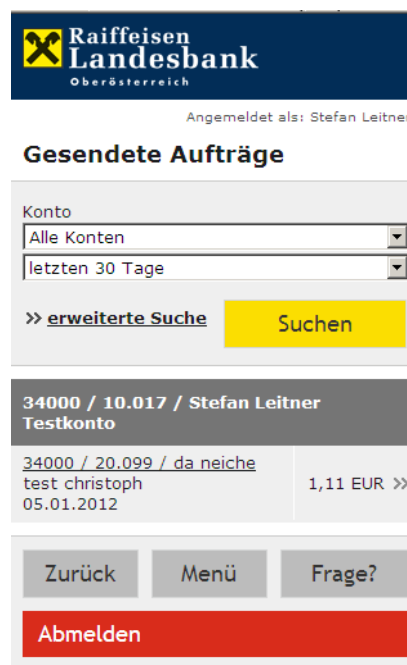 Raiffeisen
Landesbank
Oberösterreich
Angemeldet als: Stefan Leitner
Gesendete Aufträge
Konto
Alle Konten
letzten 30 Tage
>> erweiterte Suche
Suchen
34000 / 10.017 / Stefan Leitner
Testkonto
34000 / 20.099 / da neiche
test christoph
05.01.2012
1,11 EUR >>
Zurück
Menü
Frage?
Abmelden